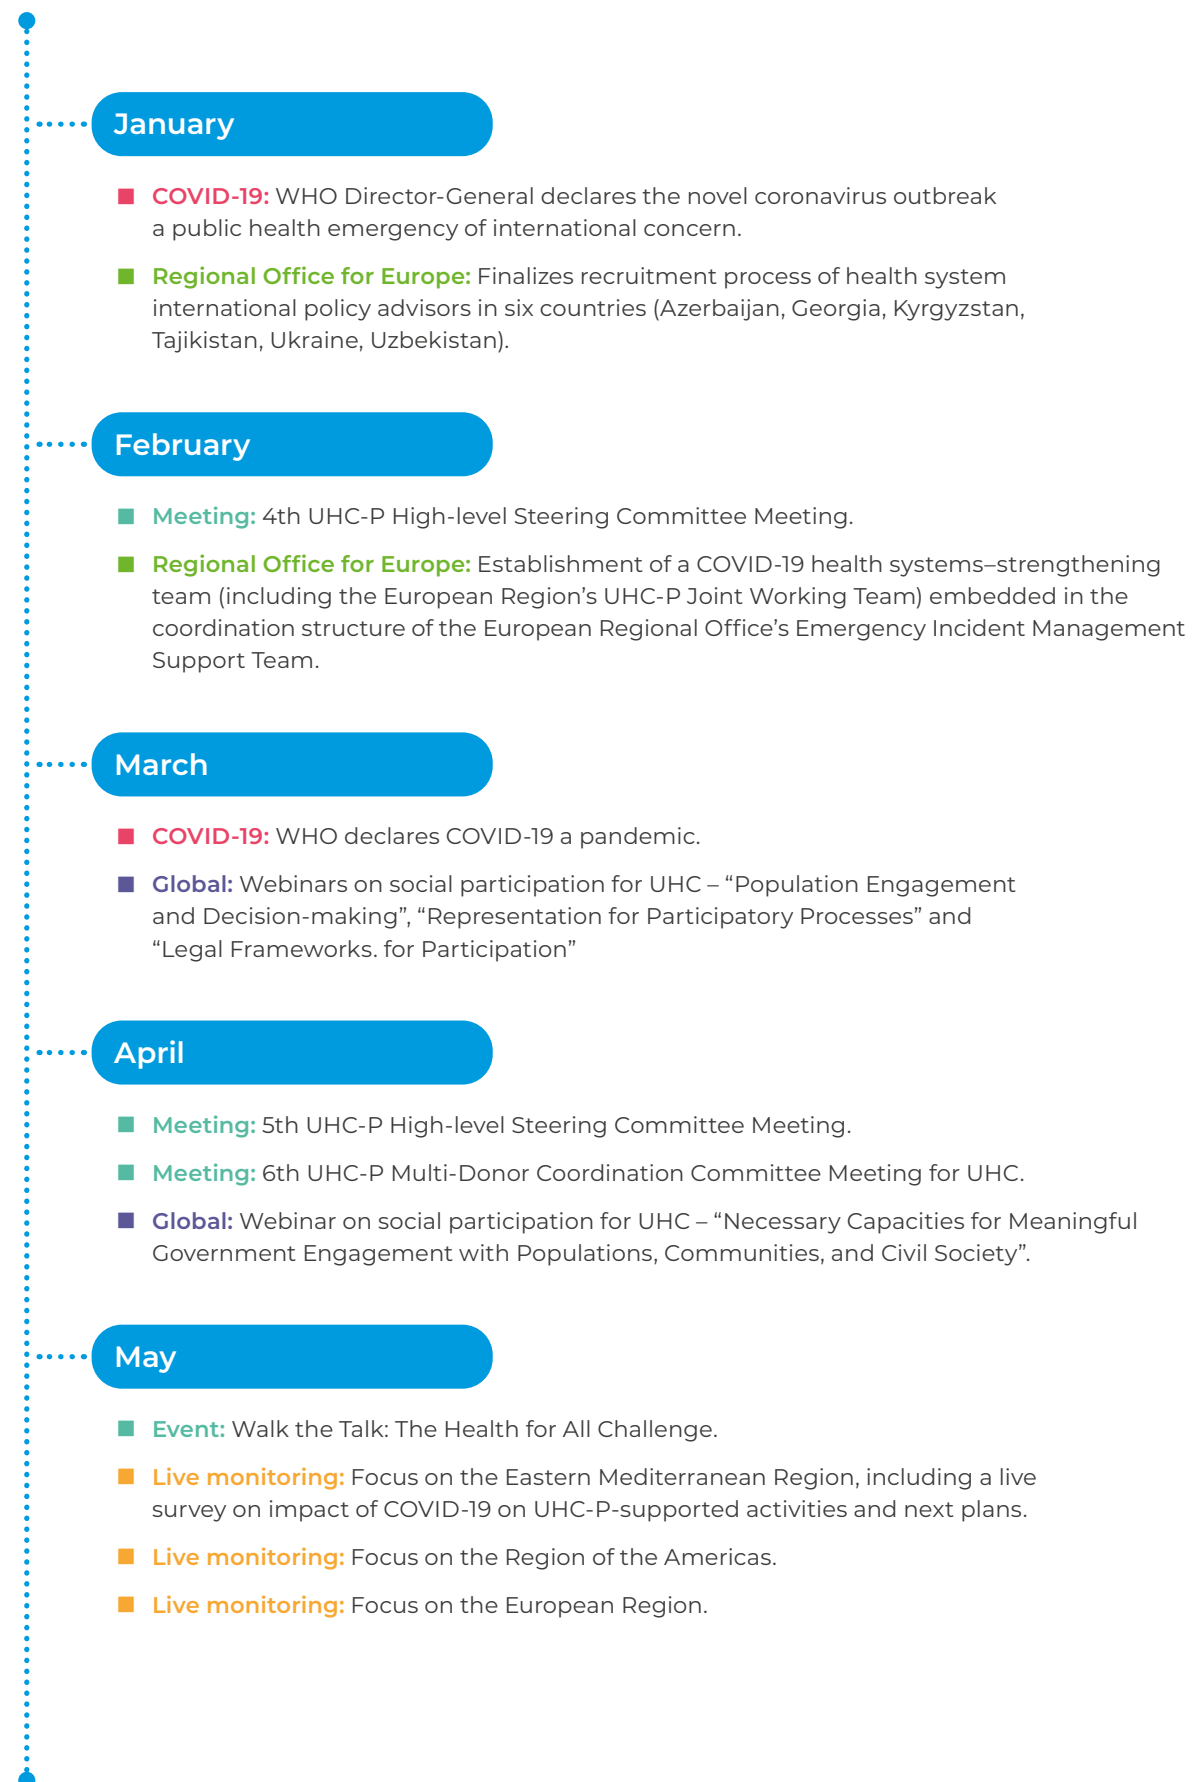 January
COVID-19: WHO Director-General declares the novel coronavirus outbreak
a public health emergency of international concern.
Regional Office for Europe: Finalizes recruitment process of health system
international policy advisors in six countries (Azerbaijan, Georgia, Kyrgyzstan,
Tajikistan, Ukraine, Uzbekistan).
February
Meeting: 4th UHC-P High-level Steering Committee Meeting.
Regional Office for Europe: Establishment of a COVID-19 health systems–strengthening
team (including the European Region’s UHC-P Joint Working Team) embedded in the
coordination structure of the European Regional Office’s Emergency Incident Management
Support Team.
March
COVID-19: WHO declares COVID-19 a pandemic.
Global: Webinars on social participation for UHC – “Population Engagement
and Decision-making”, “Representation for Participatory Processes” and
“Legal Frameworks. for Participation”
April
Meeting: 5th UHC-P High-level Steering Committee Meeting.
Meeting: 6th UHC-P Multi-Donor Coordination Committee Meeting for UHC.
Global: Webinar on social participation for UHC – “Necessary Capacities for Meaningful
Government Engagement with Populations, Communities, and Civil Society”.
May
Event: Walk the Talk: The Health for All Challenge.
Live monitoring: Focus on the Eastern Mediterranean Region, including a live
survey on impact of COVID-19 on UHC-P-supported activities and next plans.
Live monitoring: Focus on the Region of the Americas.
Live monitoring: Focus on the European Region.